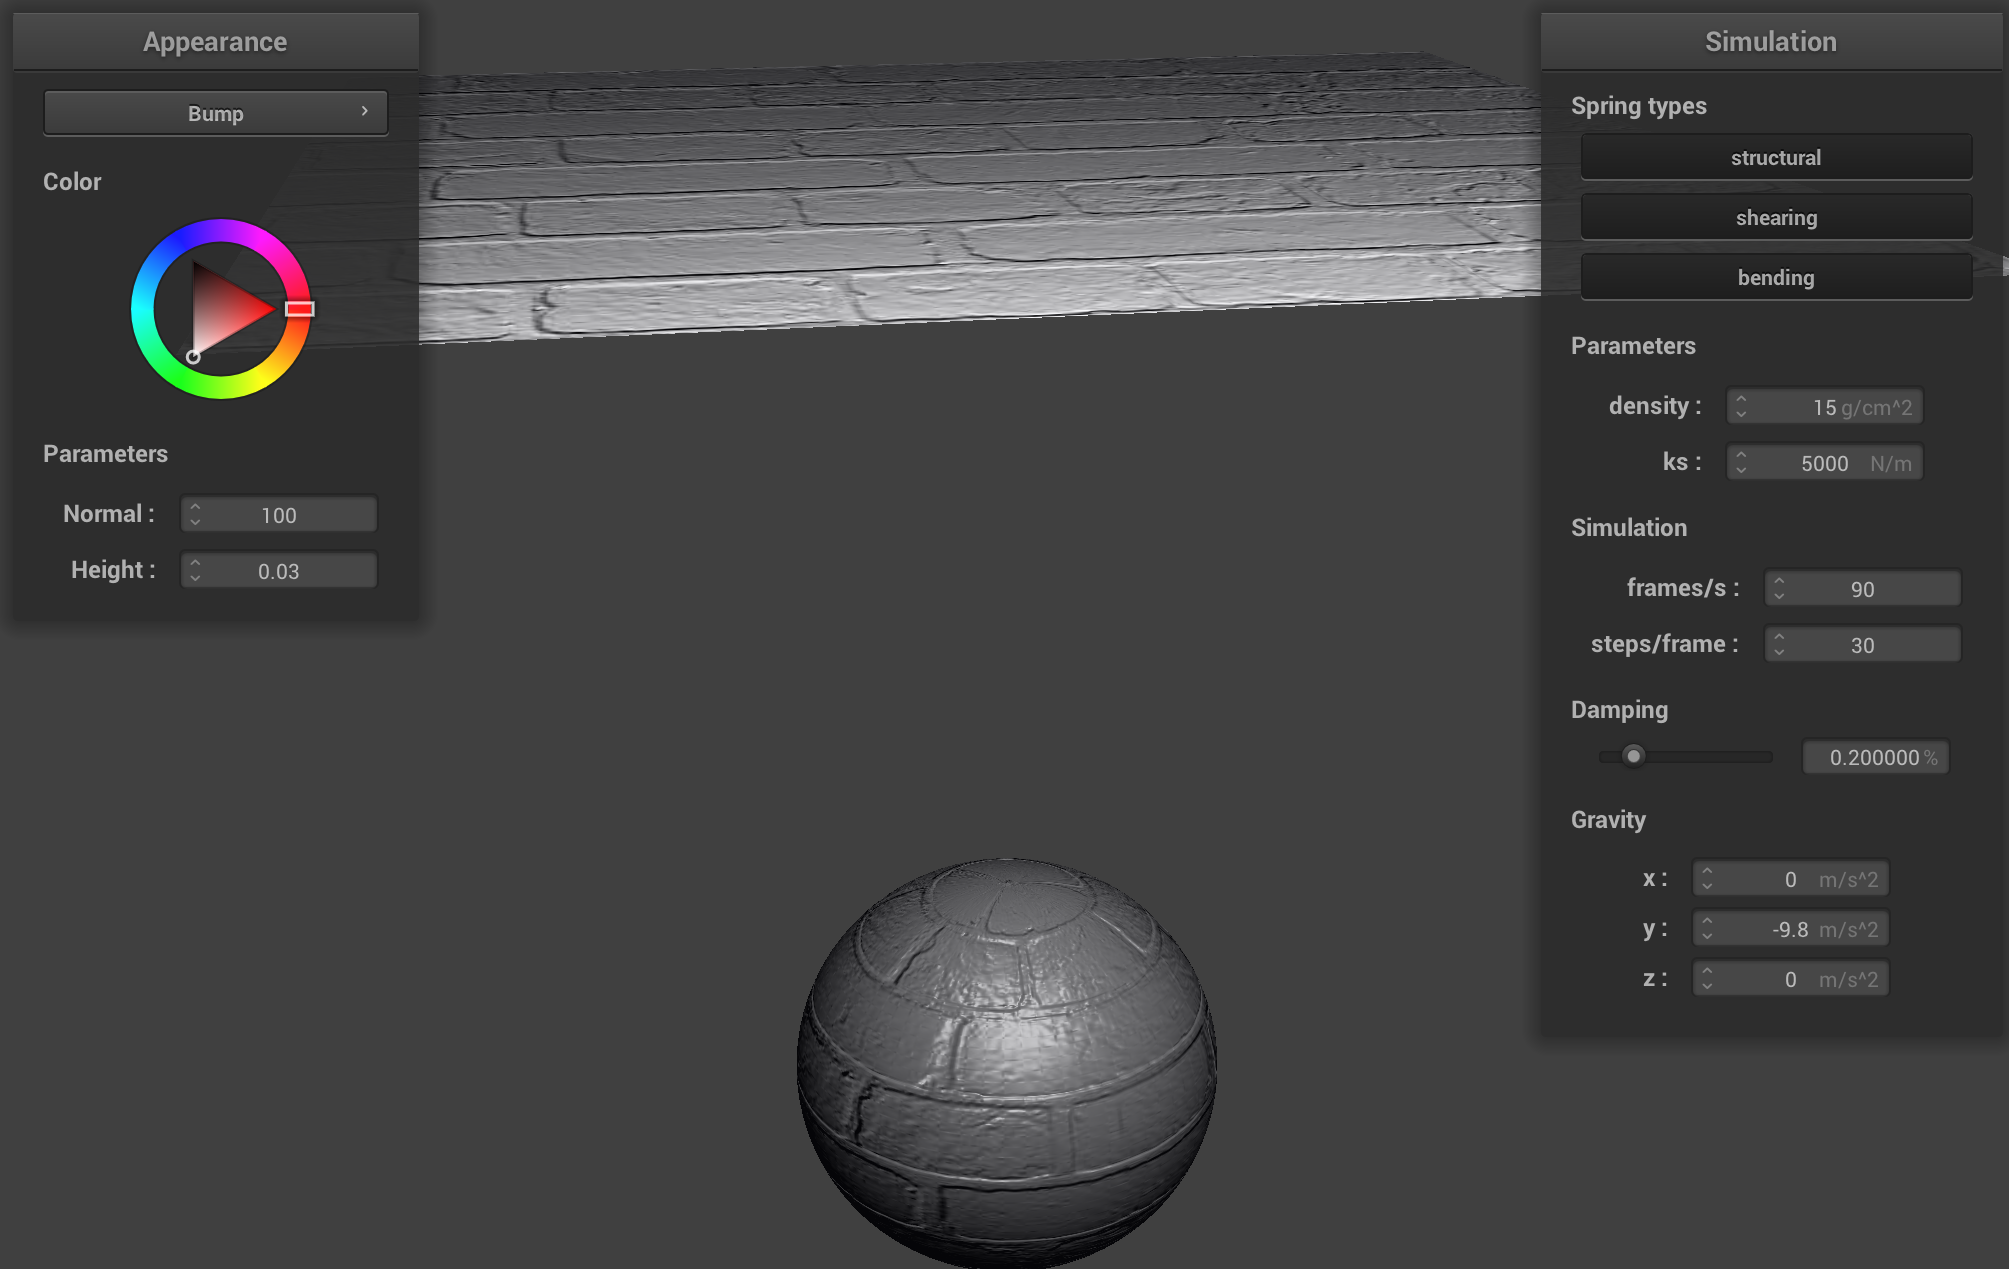 Appearance
Bump
Color
Parameters
Normal :
100
Height :
0.03
Simulation
Spring types
structural
shearing
bending
Parameters
density :
15 g/cm^2
ks :
5000 N/m
Simulation
frames/s :
90
steps/frame :
30
Damping
0.200000 %
Gravity
x :
0 m/s^2
y :
-9.8 m/s^2
z :
0 m/s^2